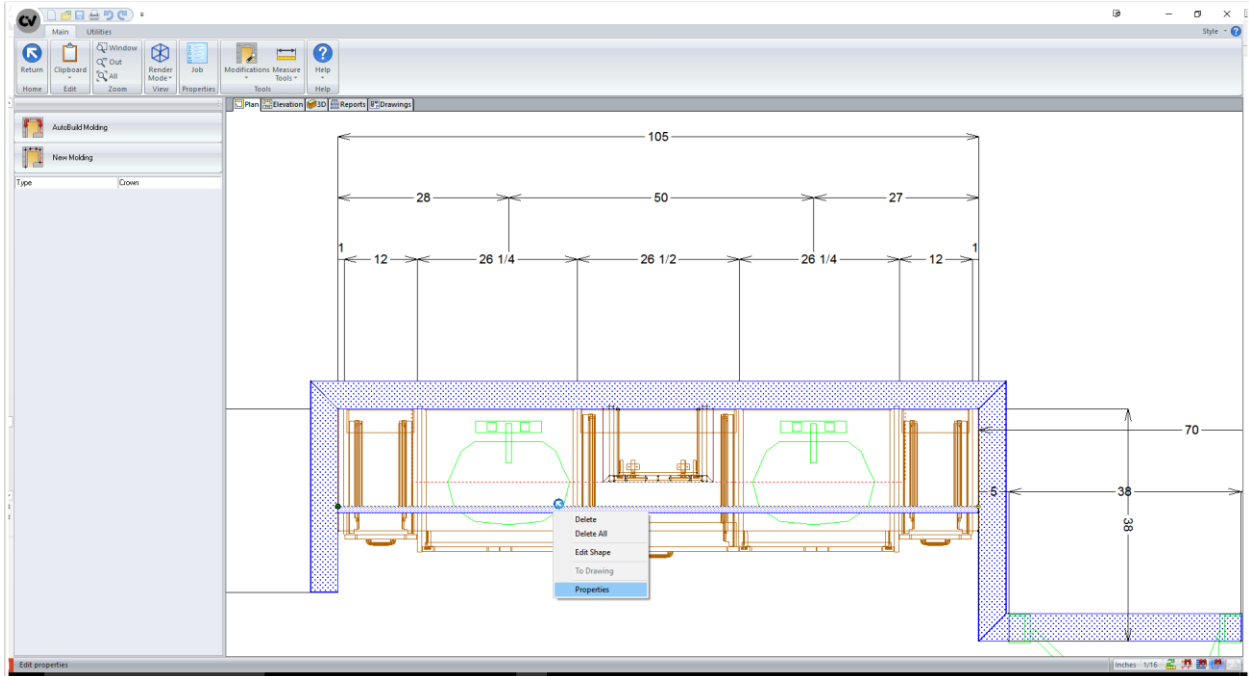 CV
Main Utilities
Style
Return
Clipboard
Window
Out
All
Render
Mode
Job
Modifications
Measure
Tools
Help
Home Edit Zoom View Properties Tools Help
Plan Elevation 3D Reports Drawings
AutoBuild Molding
New Molding
Type Crown
105
28 50 27
1 12 26 1/4 26 1/2 26 1/4 12 1
70
5 38
38
Delete
Delete All
Edit Shape
To Drawing
Properties
Edit properties
Inches 1/16